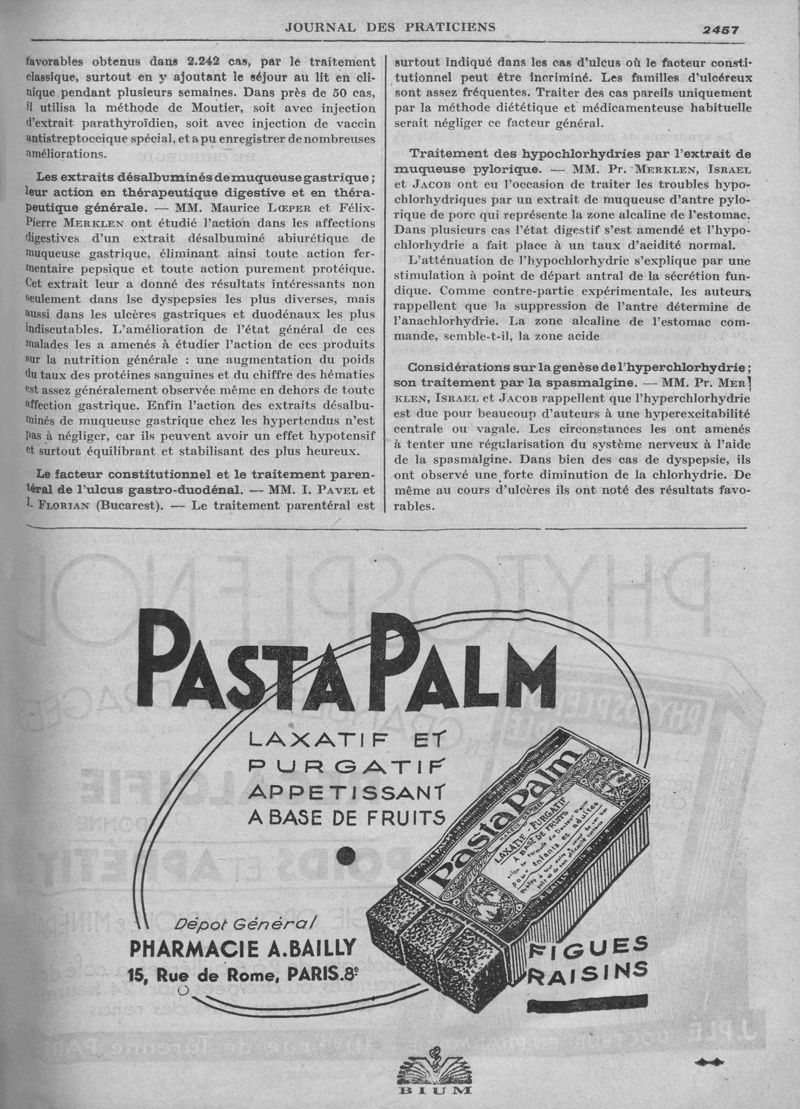 JOURNAL DES PRATICIENS
2457
favorables obtenus dans 2.242 cas, par le traitement
classique, surtout en y ajoutant le séjour au lit en cli-
nique pendant plusieurs semaines. Dans près de 50 cas,
il utilisa la méthode de Moutier, soit avec injection
d'extrait parathyroïdien, soit avec injection de vaccin
antistreptoccique spécial, et a pu enregistrer de nombreuses
améliorations.
Les extraits désalbuminés de muqueuse gastrique ;
leur action en thérapeutique digestive et en théra-
peutique générale. — MM. Maurice LŒPER et Félix-
Pierre MERKLEN ont étudié l'action dans les affections
digestives d'un extrait désalbuminé abiurétique de
muqueuse gastrique, éliminant ainsi toute action fer-
mentaire pepsique et toute action purement protéique.
Cet extrait leur a donné des résultats intéressants non
seulement dans lse dyspepsies les plus diverses, mais
aussi dans les ulcères gastriques et duodénaux les plus
indiscutables. L'amélioration de l'état général de ces
malades les a amenés à étudier l'action de ces produits
sur la nutrition générale : une augmentation du poids
du taux des protéines sanguines et du chiffre des hématies
est assez généralement observée même en dehors de toute
affection gastrique. Enfin l'action des extraits désalbu-
minés de muqueuse gastrique chez les hypertendus n'est
pas à négliger, car ils peuvent avoir un effet hypotensif
et surtout équilibrant et stabilisant des plus heureux.
Le facteur constitutionnel et le traitement paren-
téral de l'ulcus gastro-duodénal. — MM. I. PAVEL et
I. FLORIAN (Bucarest). — Le traitement parentéral est
surtout indiqué dans les cas d'ulcus où le facteur consti-
tutionnel peut être incriminé. Les familles d'ulcéreux
sont assez fréquentes. Traiter des cas pareils uniquement
par la méthode diététique et médicamenteuse habituelle
serait négliger ce facteur général.
Traitement des hypochlorhydries par l'extrait de
muqueuse pylorique. — MM. Pr. MERKLEN, ISRAEL
et JACOB ont eu l'occasion de traiter les troubles hypo-
chlorhydriques par un extrait de muqueuse d'antre pylo-
rique de porc qui représente la zone alcaline de l'estomac.
Dans plusieurs cas l'état digestif s'est amendé et l'hypo-
chlorhydrie a fait place à un taux d'acidité normal.
L'atténuation de l'hypochlorhydrie s'explique par une
stimulation à point de départ antral de la sécrétion fun-
dique. Comme contre-partie expérimentale, les auteurs
rappellent que la suppression de l'antre détermine de
l'anachlorhydrie. La zone alcaline de l'estomac com-
mande, semble-t-il, la zone acide
Considérations sur la genèse de l'hyperchlorhydrie ;
son traitement par la spasmalgine. — MM. Pr. MER
KLEN, ISRAEL et JACOB rappellent que l'hyperchlorhydrie
est due pour beaucoup d'auteurs à une hyperexcitabilité
centrale ou vagale. Les circonstances les ont amenés
à tenter une régularisation du système nerveux à l'aide
de la spasmalgine. Dans bien des cas de dyspepsie, ils
ont observé une forte diminution de la chlorhydrie. De
même au cours d'ulcères ils ont noté des résultats favo-
rables.
PASTA PALM
LAXATIF ET
PURGATIF
APPETISSANT
A BASE DE FRUITS
Pasta Palm
LAXATIF - PURGATIF
A BASE DE FRUITS
pour enfants et adultes
Dépot Général
PHARMACIE A. BAILLY
15, Rue de Rome, PARIS.8e
FIGUES
RAISINS
BIUM